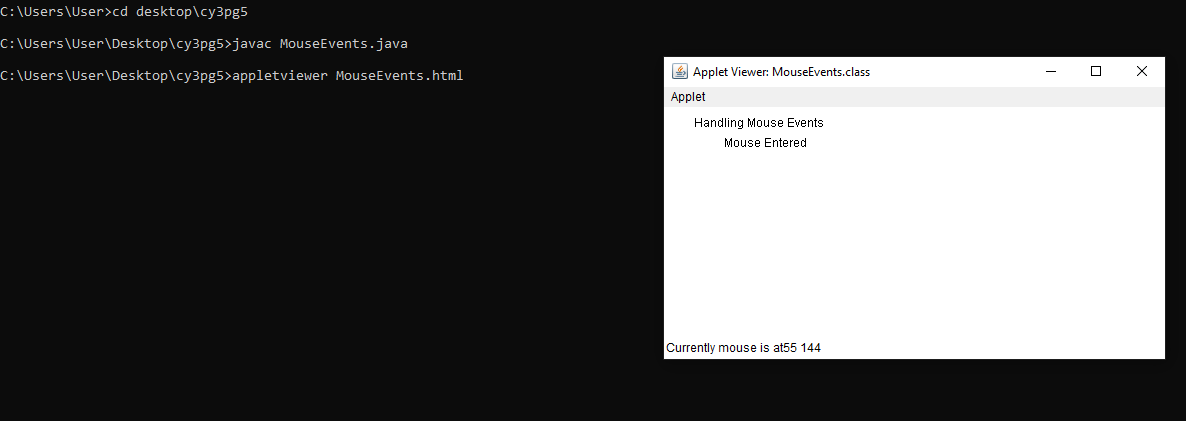 C:\Users\User>cd desktop\cy3pg5
C:\Users\User\Desktop\cy3pg5>javac MouseEvents.java
C:\Users\User\Desktop\cy3pg5>appletviewer MouseEvents.html
Applet Viewer: MouseEvents.class
Applet
Handling Mouse Events
Mouse Entered
Currently mouse is at55 144